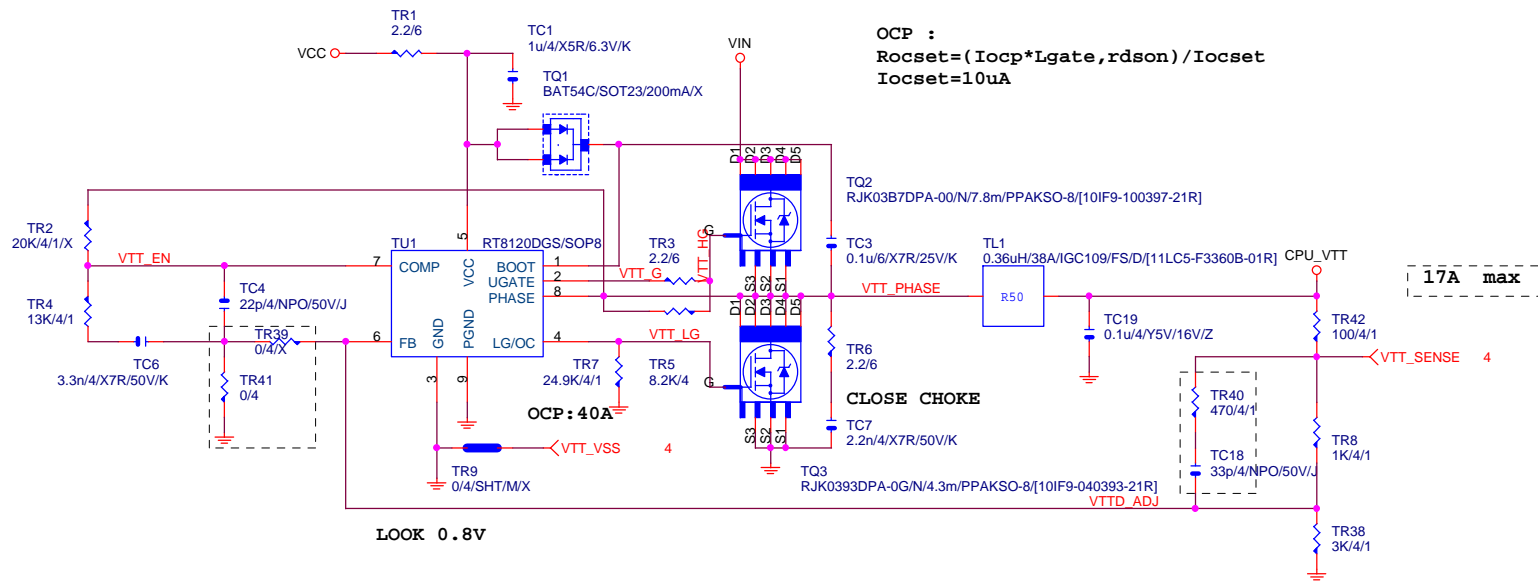 TR1
2.2/6
TC1
1u/4/X5R/6.3V/K
VCC
TQ1
BAT54C/SOT23/200mA/X
VIN
OCP :
Rocset=(Iocp*Lgate,rdson)/Iocset
Iocset=10uA
D1
D2
D3
D4
D5
TQ2
RJK03B7DPA-00/N/7.8m/PPAKSO-8/[10IF9-100397-21R]
G
S3
S2
S1
TR2
20K/4/1/X
VTT_EN
TU1
RT8120DGS/SOP8
7
COMP
5
VCC
BOOT
1
UGATE
2
PHASE
8
6
FB
GND
PGND
LG/OC
4
3
9
TR3
2.2/6
VTT_G
VTT_HG
TC3
0.1u/6/X7R/25V/K
VTT_PHASE
TL1
0.36uH/38A/IGC109/FS/D/[11LC5-F3360B-01R]
R50
CPU_VTT
17A max
TR4
13K/4/1
TC4
22p/4/NPO/50V/J
TR39
0/4/X
TC6
3.3n/4/X7R/50V/K
TR41
0/4
VTT_LG
TR7
24.9K/4/1
TR5
8.2K/4
OCP:40A
D1
D2
D3
D4
D5
G
S3
S2
S1
TR6
2.2/6
CLOSE CHOKE
TC7
2.2n/4/X7R/50V/K
TC19
0.1u/4/Y5V/16V/Z
TR42
100/4/1
VTT_SENSE 4
TR40
470/4/1
TR8
1K/4/1
TC18
33p/4/NPO/50V/J
VTT_VSS 4
TR9
0/4/SHT/M/X
TQ3
RJK0393DPA-0G/N/4.3m/PPAKSO-8/[10IF9-040393-21R]
VTTD_ADJ
TR38
3K/4/1
LOOK 0.8V